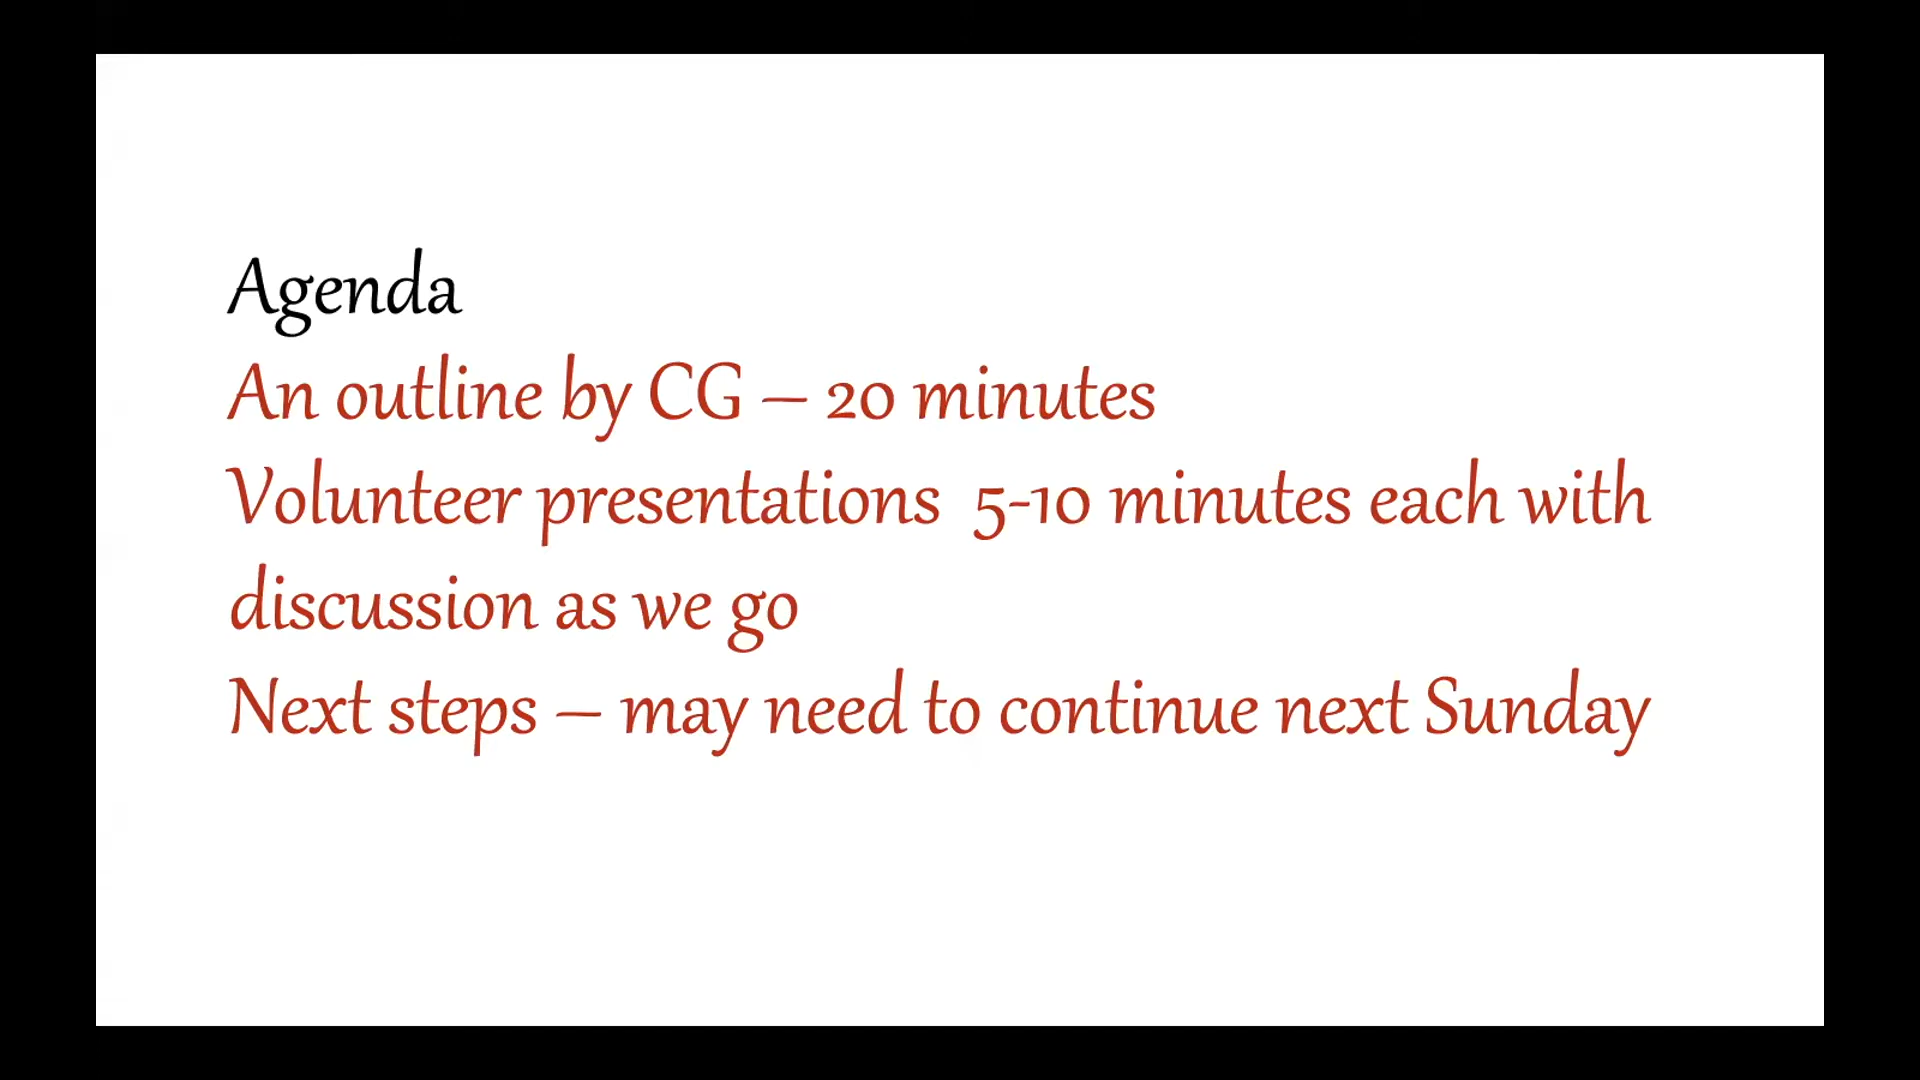 Agenda
An outline by CG – 20 minutes
Volunteer presentations  5-10 minutes each with
discussion as we go
Next steps – may need to continue next Sunday